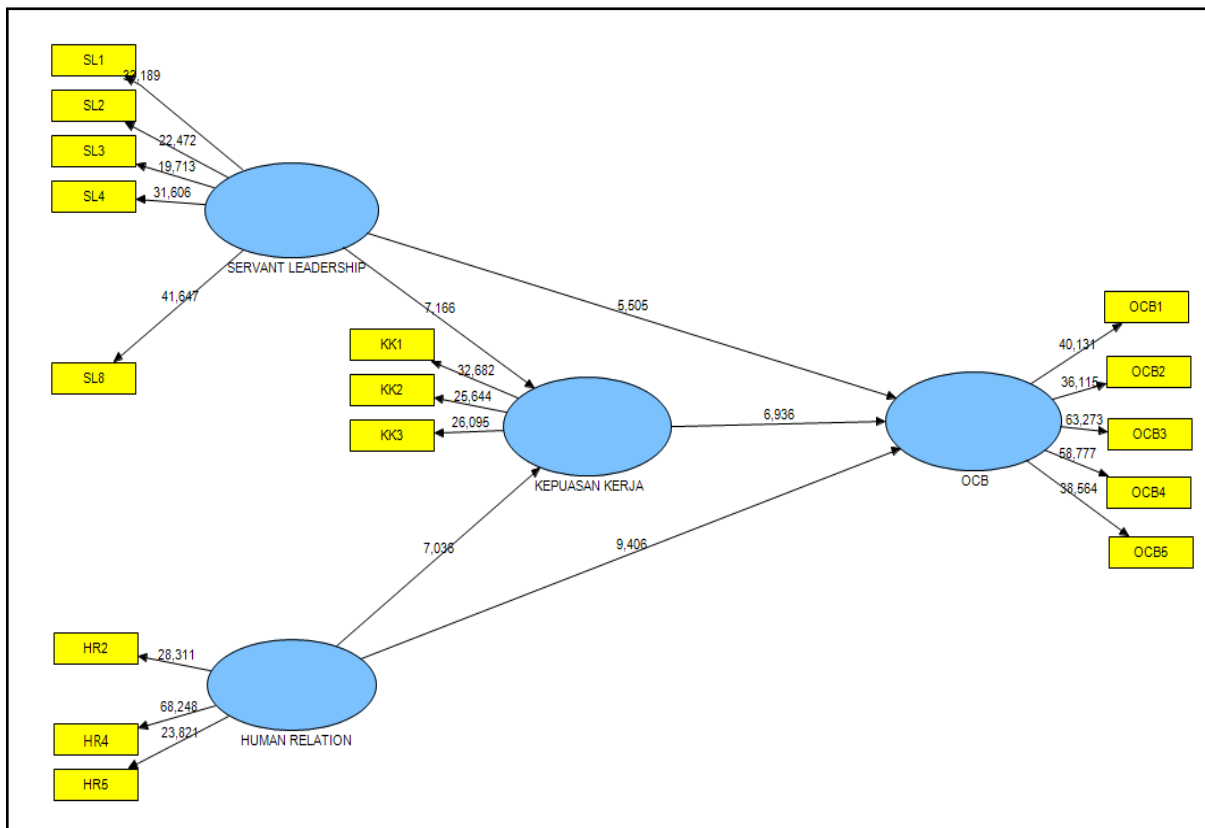 SL1
SL2
22,472
SL3
19,713
SL4
31,606
SERVANT LEADERSHIP
41,647
SL8
7,166
5,505
KK1
32,682
KK2
25,644
KK3
26,095
KEPUASAN KERJA
6,936
OCB1
40,131
OCB2
36,115
OCB3
63,273
58,777
OCB4
38,564
OCB5
OCB
7,036
9,406
HR2
28,311
68,248
HR4
23,821
HR5
HUMAN RELATION